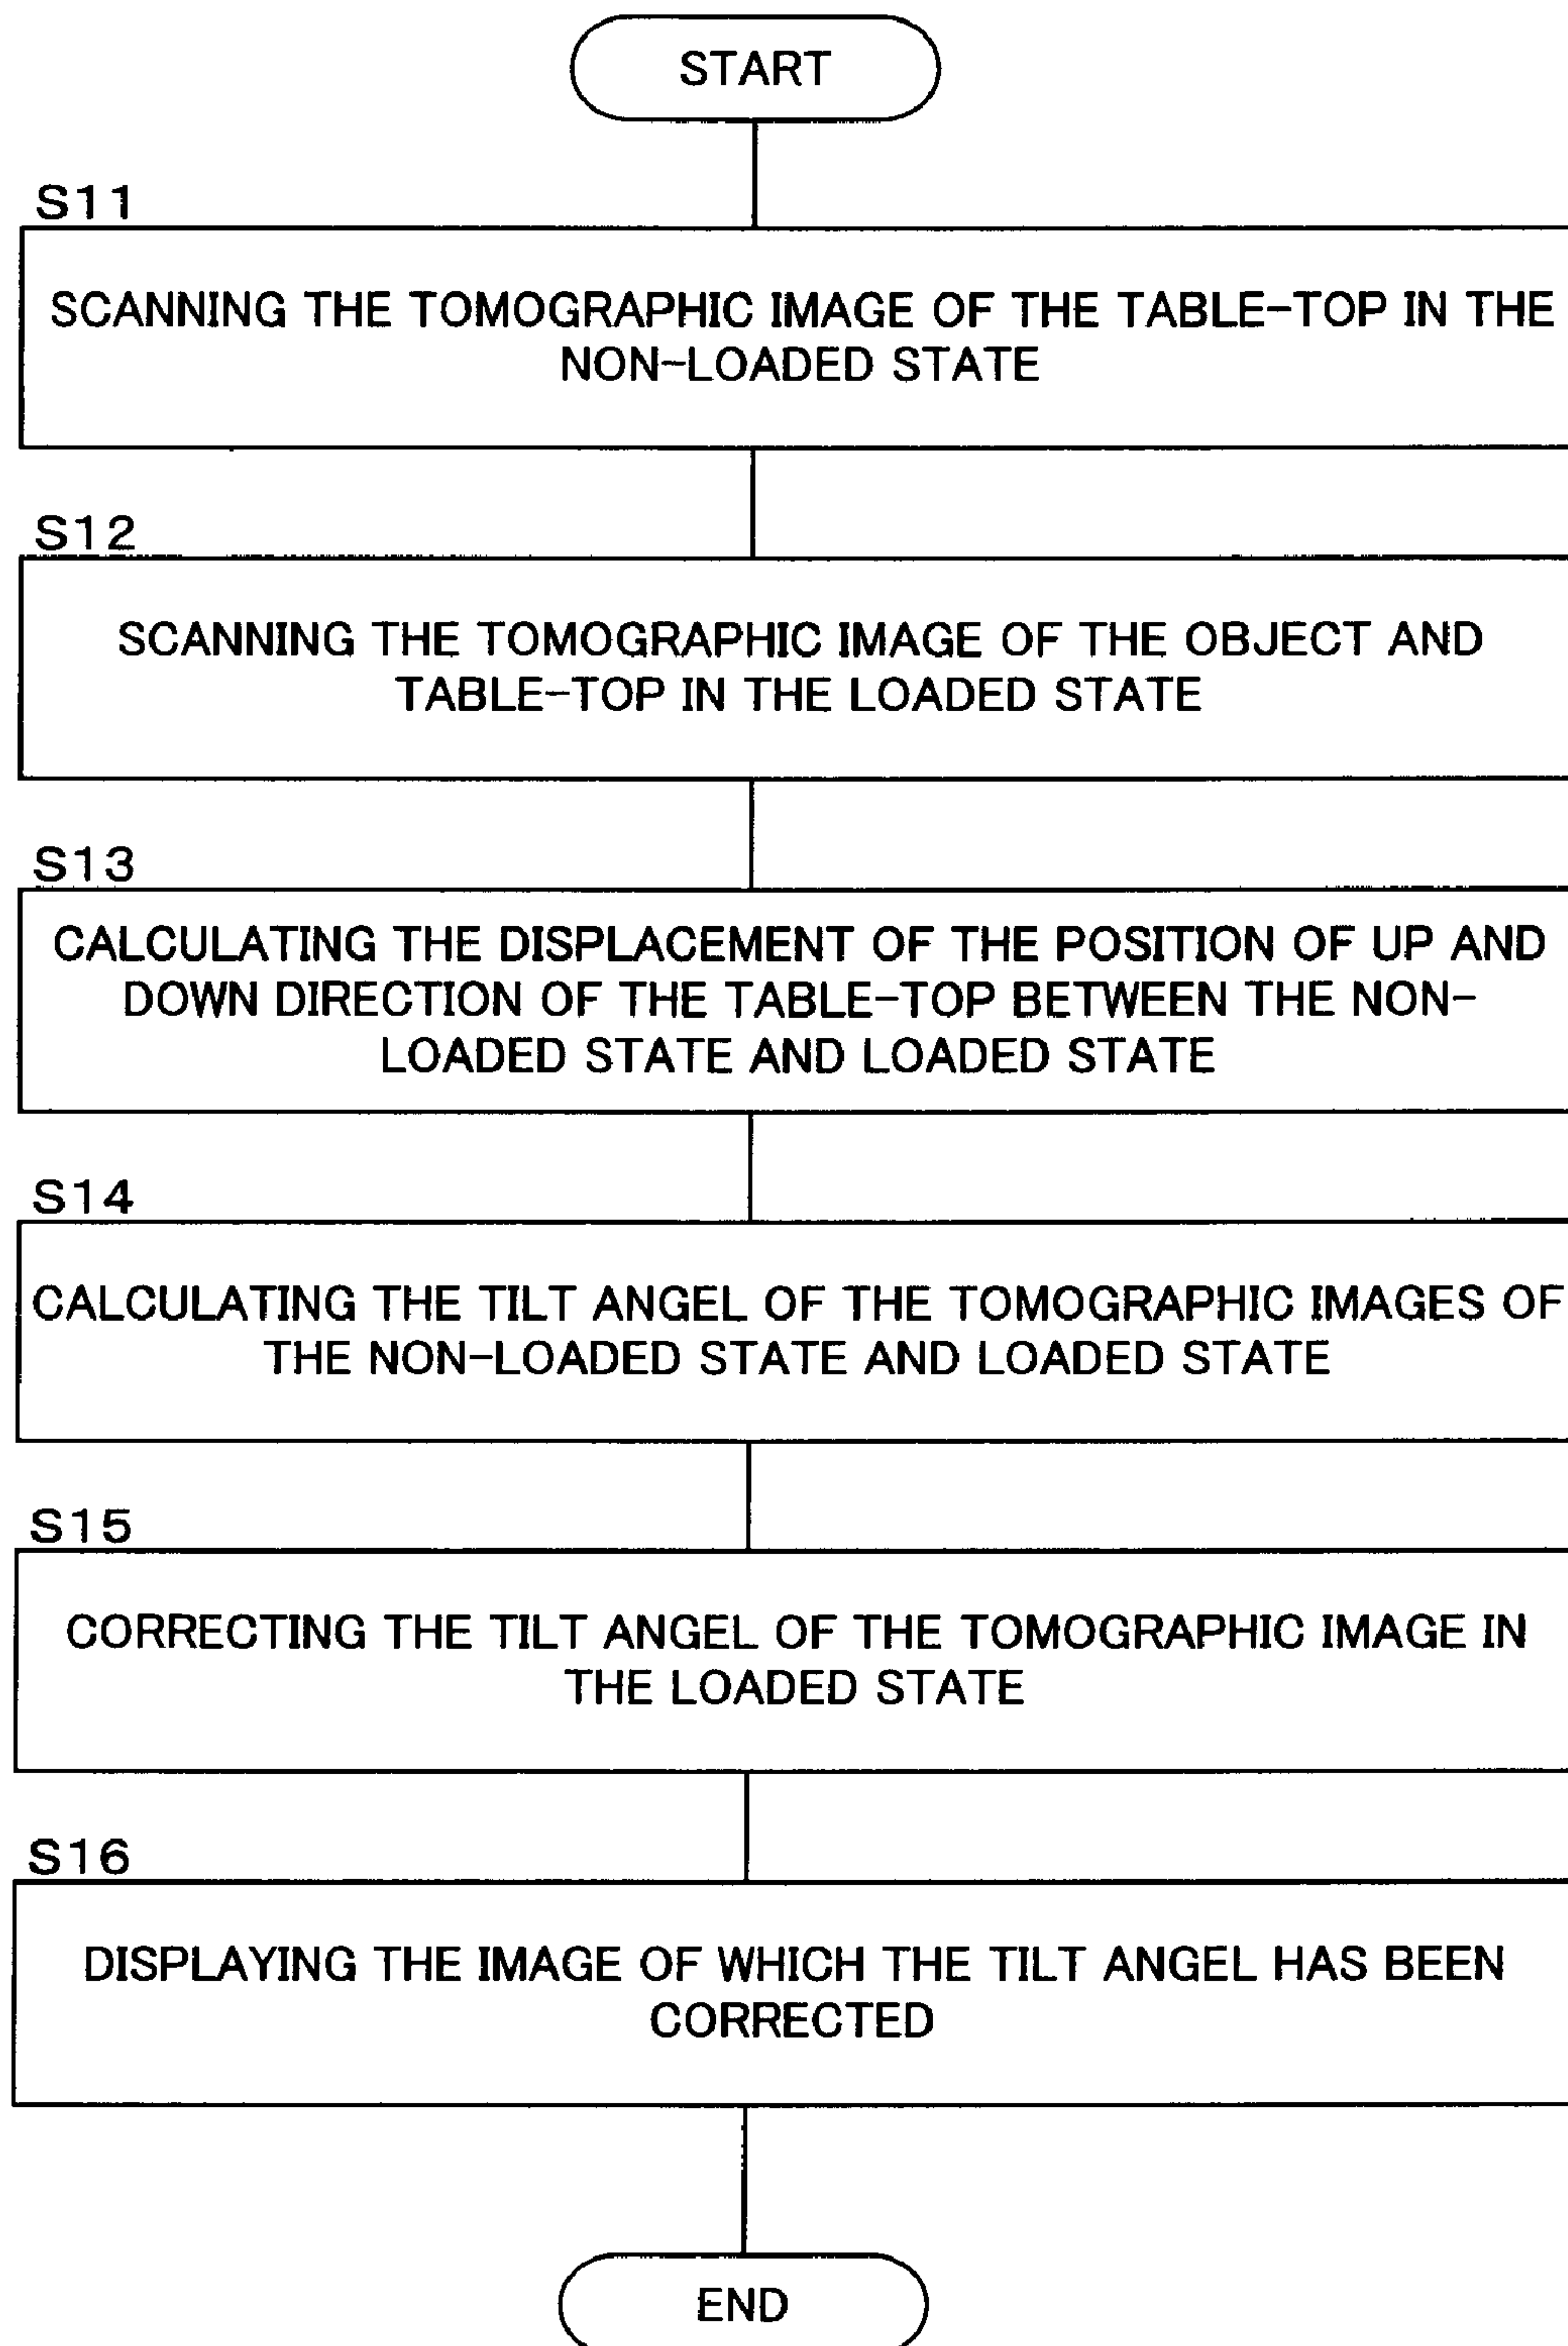 START
S11
SCANNING THE TOMOGRAPHIC IMAGE OF THE TABLE-TOP IN THE
NON-LOADED STATE
S12
SCANNING THE TOMOGRAPHIC IMAGE OF THE OBJECT AND
TABLE-TOP IN THE LOADED STATE
S13
CALCULATING THE DISPLACEMENT OF THE POSITION OF UP AND
DOWN DIRECTION OF THE TABLE-TOP BETWEEN THE NON-
LOADED STATE AND LOADED STATE
S14
CALCULATING THE TILT ANGEL OF THE TOMOGRAPHIC IMAGES OF
THE NON-LOADED STATE AND LOADED STATE
S15
CORRECTING THE TILT ANGEL OF THE TOMOGRAPHIC IMAGE IN
THE LOADED STATE
S16
DISPLAYING THE IMAGE OF WHICH THE TILT ANGEL HAS BEEN
CORRECTED
END